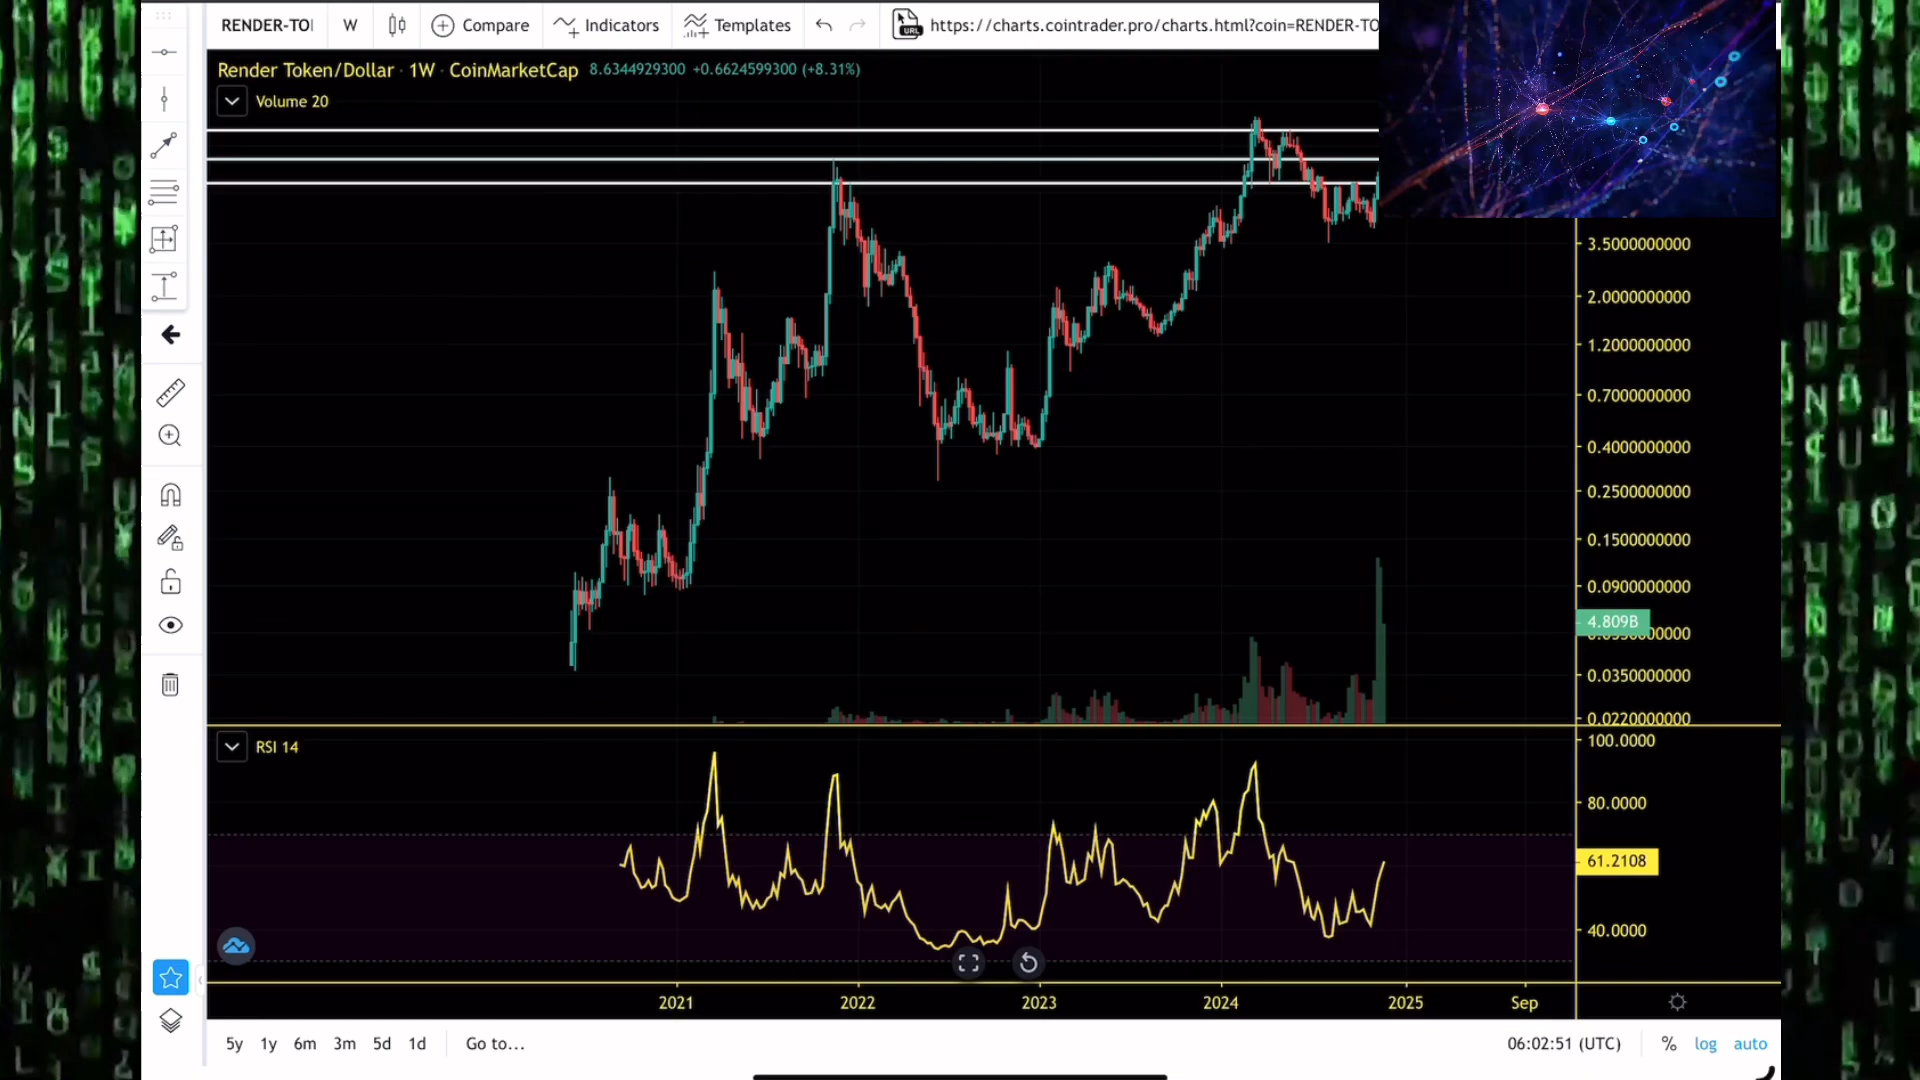 RENDER-TO
W
Compare
Indicators
Templates
URL
https://charts.cointrader.pro/charts.html?coin=RENDER-TO
Render Token/Dollar · 1W · CoinMarketCap 8.6344929300 +0.6624599300 (+8.31%)
Volume 20
3.5000000000
2.0000000000
1.2000000000
0.7000000000
0.4000000000
0.2500000000
0.1500000000
0.0900000000
4.809B
0.0350000000
0.0220000000
RSI 14
100.0000
80.0000
61.2108
40.0000
2021 2022 2023 2024 2025 Sep
5y 1y 6m 3m 5d 1d Go to... 06:02:51 (UTC) % log auto